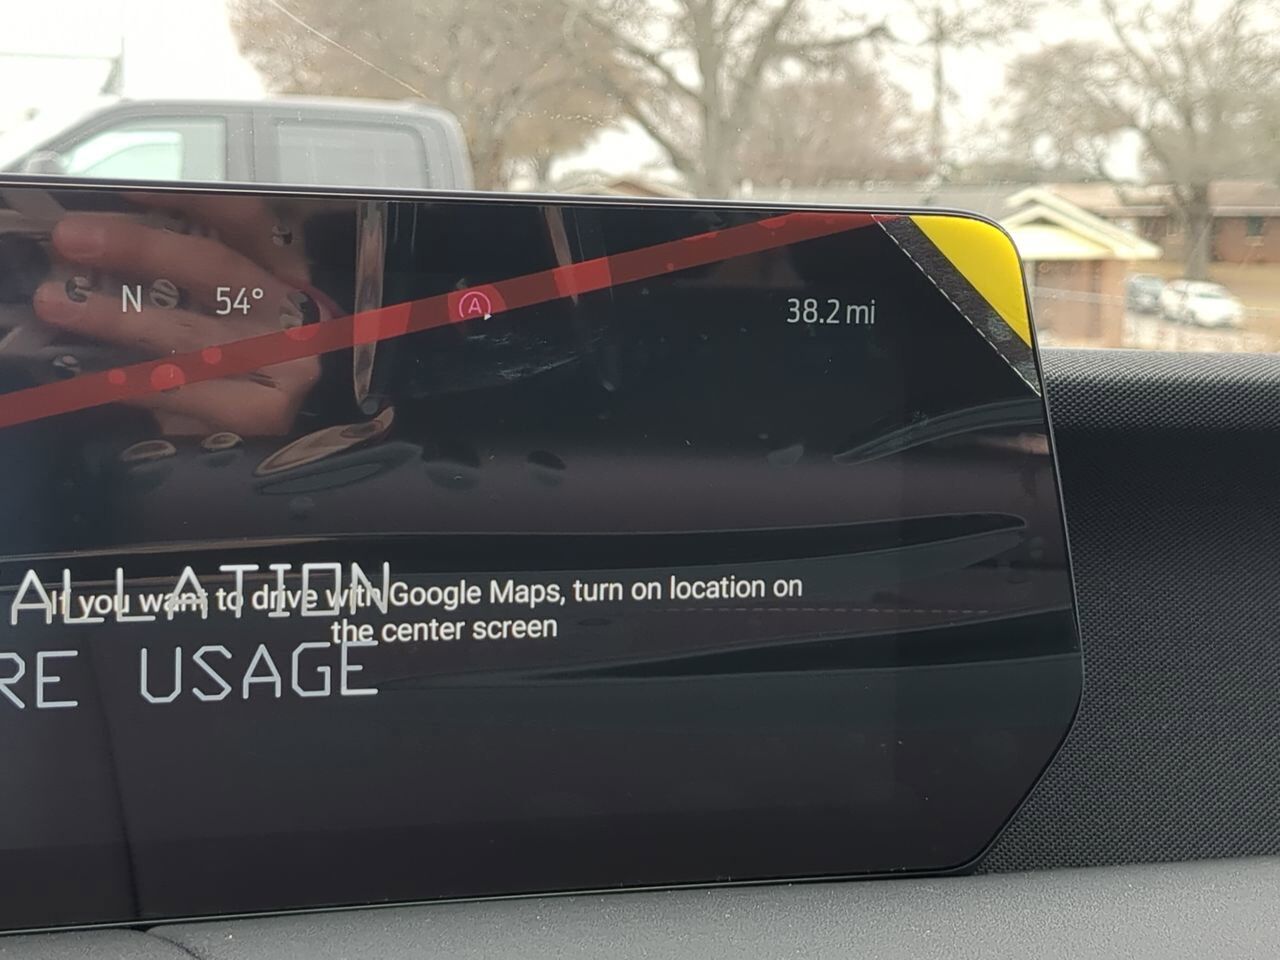 N 54° A 38.2 mi
ALLATION
If you want to drive with Google Maps, turn on location on
the center screen
RE USAGE